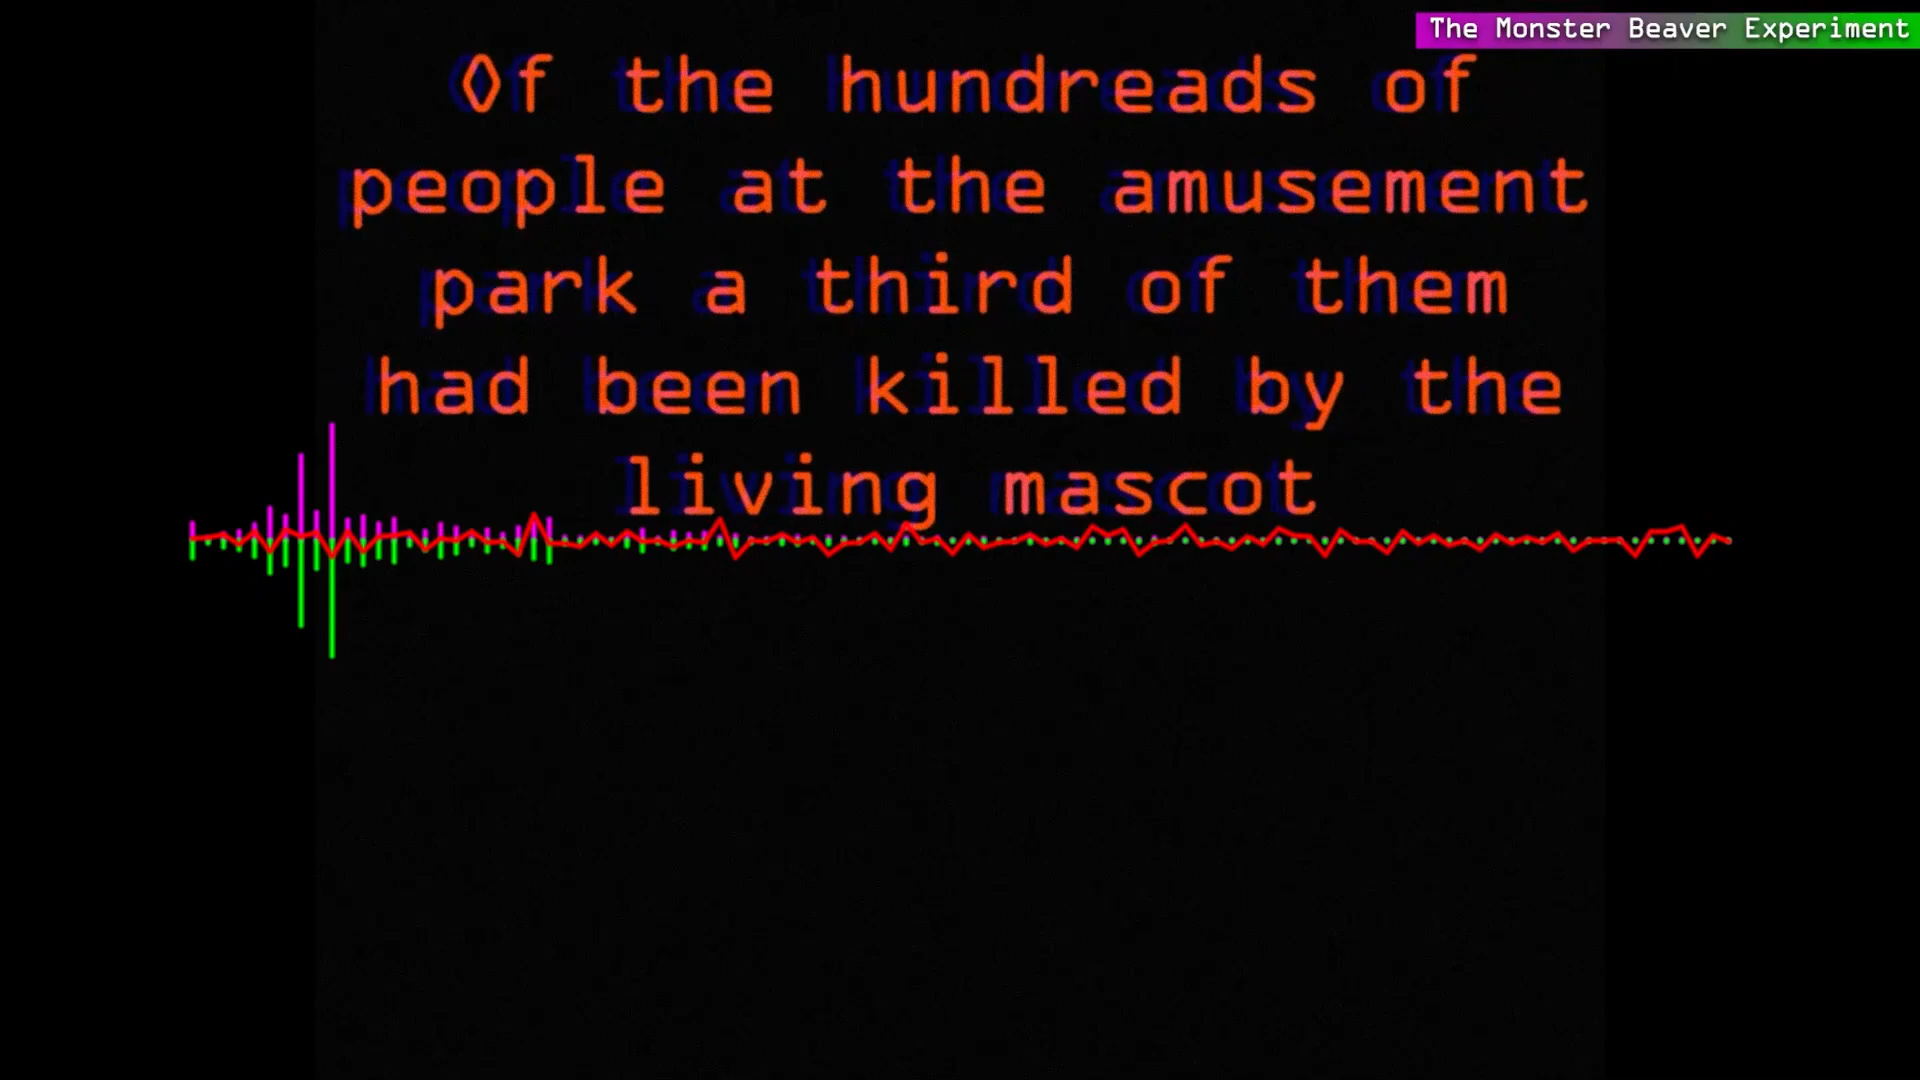 The Monster Beaver Experiment
Of the hundreads of
people at the amusement
park a third of them
had been killed by the
living mascot